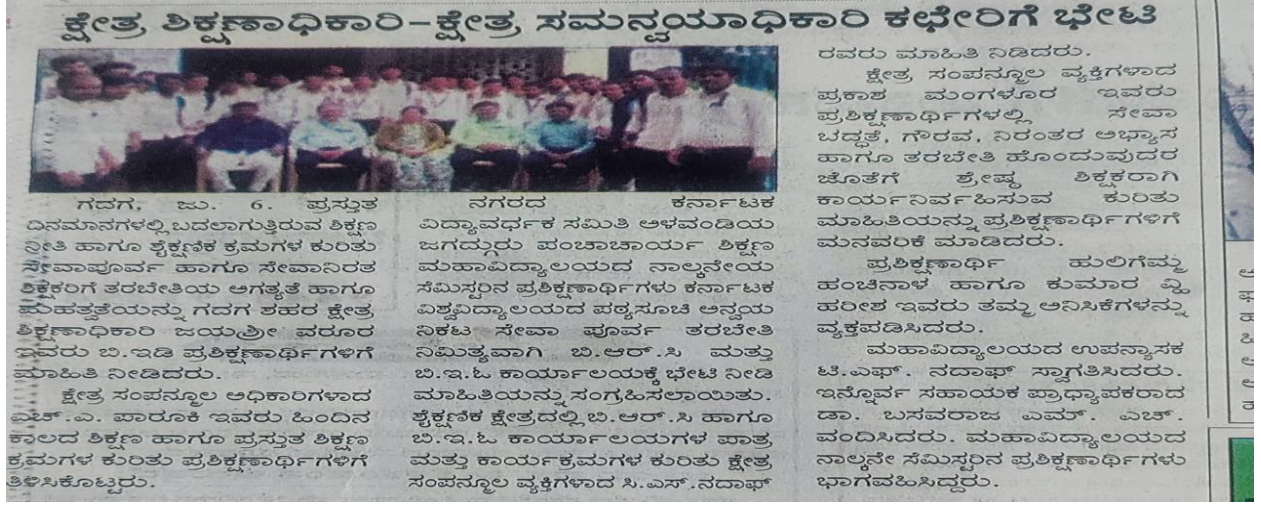 ಕ್ಷೇತ್ರ ಶಿಕ್ಷಣಾಧಿಕಾರಿ-ಕ್ಷೇತ್ರ ಸಮನ್ವಯಾಧಿಕಾರಿ ಕಛೇರಿಗೆ ಭೇಟಿ
ಗದಗ, ಜು. 6. ಪ್ರಸ್ತುತ
ದಿನಮಾನಗಳಲ್ಲಿ ಬದಲಾಗುತ್ತಿರುವ ಶಿಕ್ಷಣ
ನೀತಿ ಹಾಗೂ ಶೈಕ್ಷಣಿಕ ಕ್ರಮಗಳ ಕುರಿತು
ಸೇವಾಪೂರ್ವ ಹಾಗೂ ಸೇವಾನಿರತ
ಶಿಕ್ಷಕರಿಗೆ ತರಬೇತಿಯ ಅಗತ್ಯತೆ ಹಾಗೂ
ಮಹತ್ವತೆಯನ್ನು ಗದಗ ಶಹರ ಕ್ಷೇತ್ರ
ಶಿಕ್ಷಣಾಧಿಕಾರಿ ಜಯಶ್ರೀ ವರೂರ
ಇವರು ಬಿ.ಇಡಿ ಪ್ರಶಿಕ್ಷಣಾರ್ಥಿಗಳಿಗೆ
ಮಾಹಿತಿ ನೀಡಿದರು.
ಕ್ಷೇತ್ರ ಸಂಪನ್ಮೂಲ ಅಧಿಕಾರಿಗಳಾದ
ಎಚ್.ಎ. ಪಾರೂಕಿ ಇವರು ಹಿಂದಿನ
ಕಾಲದ ಶಿಕ್ಷಣ ಹಾಗೂ ಪ್ರಸ್ತುತ ಶಿಕ್ಷಣ
ಕ್ರಮಗಳ ಕುರಿತು ಪ್ರಶಿಕ್ಷಣಾರ್ಥಿಗಳಿಗೆ
ತಿಳಿಸಿಕೊಟ್ಟರು.
ನಗರದ ಕರ್ನಾಟಕ
ವಿದ್ಯಾವರ್ಧಕ ಸಮಿತಿ ಅಳವಂಡಿಯ
ಜಗದ್ಗುರು ಪಂಚಾಚಾರ್ಯ ಶಿಕ್ಷಣ
ಮಹಾವಿದ್ಯಾಲಯದ ನಾಲ್ಕನೇಯ
ಸೆಮಿಸ್ಟರಿನ ಪ್ರಶಿಕ್ಷಣಾರ್ಥಿಗಳು ಕರ್ನಾಟಕ
ವಿಶ್ವವಿದ್ಯಾಲಯದ ಪಠ್ಯಸೂಚಿ ಅನ್ವಯ
ನಿಕಟ ಸೇವಾ ಪೂರ್ವ ತರಬೇತಿ
ನಿಮಿತ್ಯವಾಗಿ ಬಿ.ಆರ್.ಸಿ ಮತ್ತು
ಬಿ.ಇ.ಓ ಕಾರ್ಯಾಲಯಕ್ಕೆ ಭೇಟಿ ನೀಡಿ
ಮಾಹಿತಿಯನ್ನು ಸಂಗ್ರಹಿಸಲಾಯಿತು.
ಶೈಕ್ಷಣಿಕ ಕ್ಷೇತ್ರದಲ್ಲಿ ಬಿ.ಆರ್.ಸಿ ಹಾಗೂ
ಬಿ.ಇ.ಓ ಕಾರ್ಯಾಲಯಗಳ ಪಾತ್ರ
ಮತ್ತು ಕಾರ್ಯಕ್ರಮಗಳ ಕುರಿತು ಕ್ಷೇತ್ರ
ಸಂಪನ್ಮೂಲ ವ್ಯಕ್ತಿಗಳಾದ ಸಿ.ಎಸ್.ನದಾಫ್
ರವರು ಮಾಹಿತಿ ನಿಡಿದರು.
ಕ್ಷೇತ್ರ ಸಂಪನ್ಮೂಲ ವ್ಯಕ್ತಿಗಳಾದ
ಪ್ರಕಾಶ ಮಂಗಳೂರ ಇವರು
ಪ್ರಶಿಕ್ಷಣಾರ್ಥಿಗಳಲ್ಲಿ ಸೇವಾ
ಬದ್ಧತೆ, ಗೌರವ, ನಿರಂತರ ಅಭ್ಯಾಸ
ಹಾಗೂ ತರಬೇತಿ ಹೊಂದುವುದರ
ಜೊತೆಗೆ ಶ್ರೇಷ್ಠ ಶಿಕ್ಷಕರಾಗಿ
ಕಾರ್ಯನಿರ್ವಹಿಸುವ ಕುರಿತು
ಮಾಹಿತಿಯನ್ನು ಪ್ರಶಿಕ್ಷಣಾರ್ಥಿಗಳಿಗೆ
ಮನವರಿಕೆ ಮಾಡಿದರು.
ಪ್ರಶಿಕ್ಷಣಾರ್ಥಿ ಹುಲಿಗೆಮ್ಮ
ಹಂಚಿನಾಳ ಹಾಗೂ ಕುಮಾರ ವ್ಹಿ
ಹರೀಶ ಇವರು ತಮ್ಮ ಅನಿಸಿಕೆಗಳನ್ನು
ವ್ಯಕ್ತಪಡಿಸಿದರು.
ಮಹಾವಿದ್ಯಾಲಯದ ಉಪನ್ಯಾಸಕ
ಟಿ.ಎಫ್. ನದಾಫ್ ಸ್ವಾಗತಿಸಿದರು.
ಇನ್ನೊರ್ವ ಸಹಾಯಕ ಪ್ರಾಧ್ಯಾಪಕರಾದ
ಡಾ. ಬಸವರಾಜ ಎಮ್. ಎಚ್.
ವಂದಿಸಿದರು. ಮಹಾವಿದ್ಯಾಲಯದ
ನಾಲ್ಕನೇ ಸೆಮಿಸ್ಟರಿನ ಪ್ರಶಿಕ್ಷಣಾರ್ಥಿಗಳು
ಭಾಗವಹಿಸಿದ್ದರು.